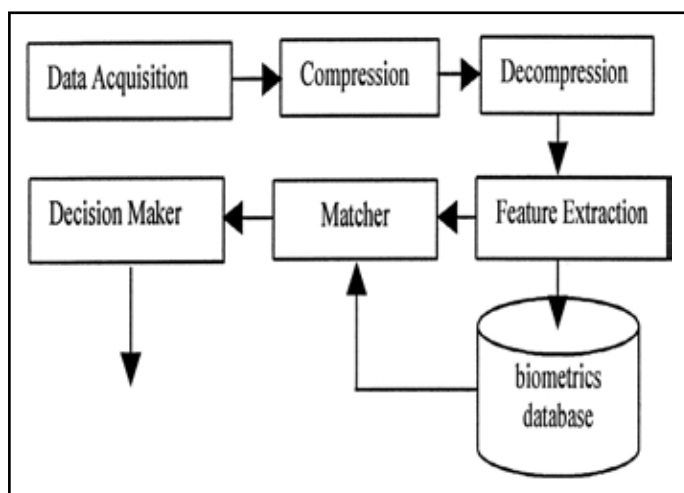 Data Acquisition
Compression
Decompression
Decision Maker
Matcher
Feature Extraction
biometrics
database